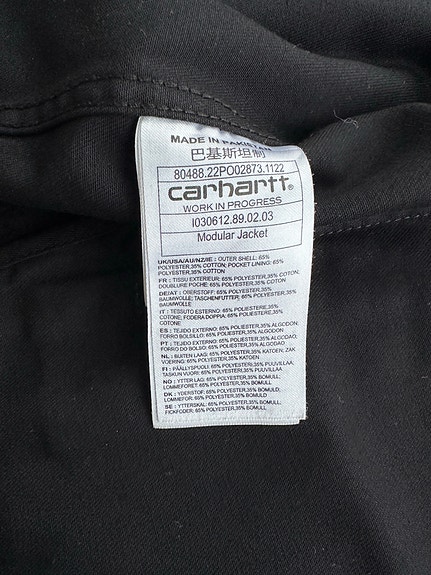 MADE IN PAKISTAN
巴基斯坦制
80488.22PO02873.1122
carhartt®
WORK IN PROGRESS
I030612.89.02.03
Modular Jacket
UK/USA/AU/NZ/IE : OUTER SHELL: 65%
POLYESTER,35% COTTON; POCKET LINING: 65%
POLYESTER,35% COTTON
FR : TISSU EXTERIEUR: 65% POLYESTER,35% COTON;
DOUBLURE POCHE: 65% POLYESTER,35% COTON
DE/AT : OBERSTOFF: 65% POLYESTER,35%
BAUMWOLLE; TASCHENFUTTER: 65% POLYESTER,35%
BAUMWOLLE
IT : TESSUTO ESTERNO: 65% POLIESTERE,35%
COTONE; FODERA DOPPIA: 65% POLIESTERE,35%
COTONE
ES : TEJIDO EXTERNO: 65% POLIÉSTER,35% ALGODÓN
FORRO BOLSILLO: 65% POLIÉSTER,35% ALGODÓN
PT : TEJIDO EXTERNO: 65% POLIÉSTER,35% ALGODAO;
FORRO DO BOLSO: 65% POLIÉSTER,35% ALGODAO
NL : BUITEN LAAG: 65% POLYESTER,35% KATOEN; ZAK
VOERING: 65% POLYESTER,35% KATOEN
FI : PÄÄLLYSPUOLI: 65% POLYESTERI,35% PUUVILLAA;
TASKUN VUORI: 65% POLYESTERI,35% PUUVILLAA
NO : YTTER LAG: 65% POLYESTER,35% BOMULL;
LOMMEFORET: 65% POLYESTER,35% BOMULL
DK : YDERSTOF: 65% POLYESTER,35% BOMULD;
LOMMEFOR: 65% POLYESTER,35% BOMULD
SE : YTTERSKAL: 65% POLYESTER,35% BOMULL;
FICKFODER: 65% POLYESTER,35% BOMULL